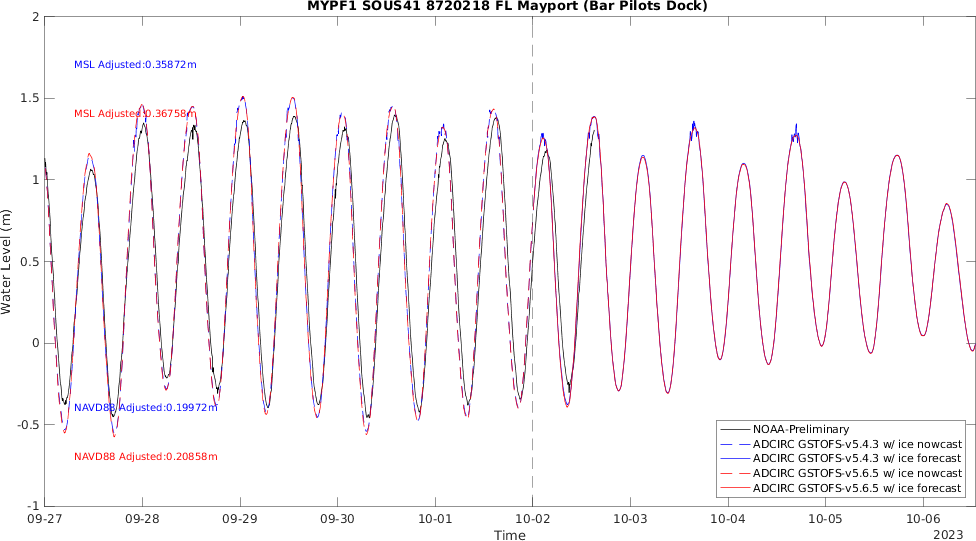 MYPF1 SOUS41 8720218 FL Mayport (Bar Pilots Dock)
2
1.5
1
0.5
0
-0.5
-1
Water Level (m)
MSL Adjusted:0.35872m
MSL Adjusted:0.36758m
NAVD88 Adjusted:0.19972m
NAVD88 Adjusted:0.20858m
NOAA-Preliminary
ADCIRC GSTOFS-v5.4.3 w/ ice nowcast
ADCIRC GSTOFS-v5.4.3 w/ ice forecast
ADCIRC GSTOFS-v5.6.5 w/ ice nowcast
ADCIRC GSTOFS-v5.6.5 w/ ice forecast
09-27 09-28 09-29 09-30 10-01 10-02 10-03 10-04 10-05 10-06
Time
2023